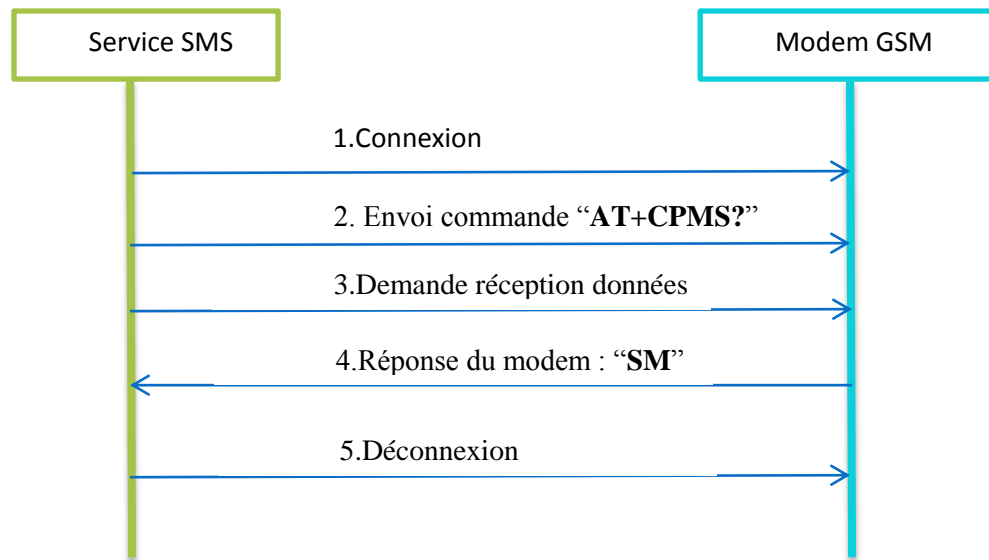 Service SMS
Modem GSM
1.Connexion
2. Envoi commande “AT+CPMS?”
3.Demande réception données
4.Réponse du modem : “SM”
5.Déconnexion